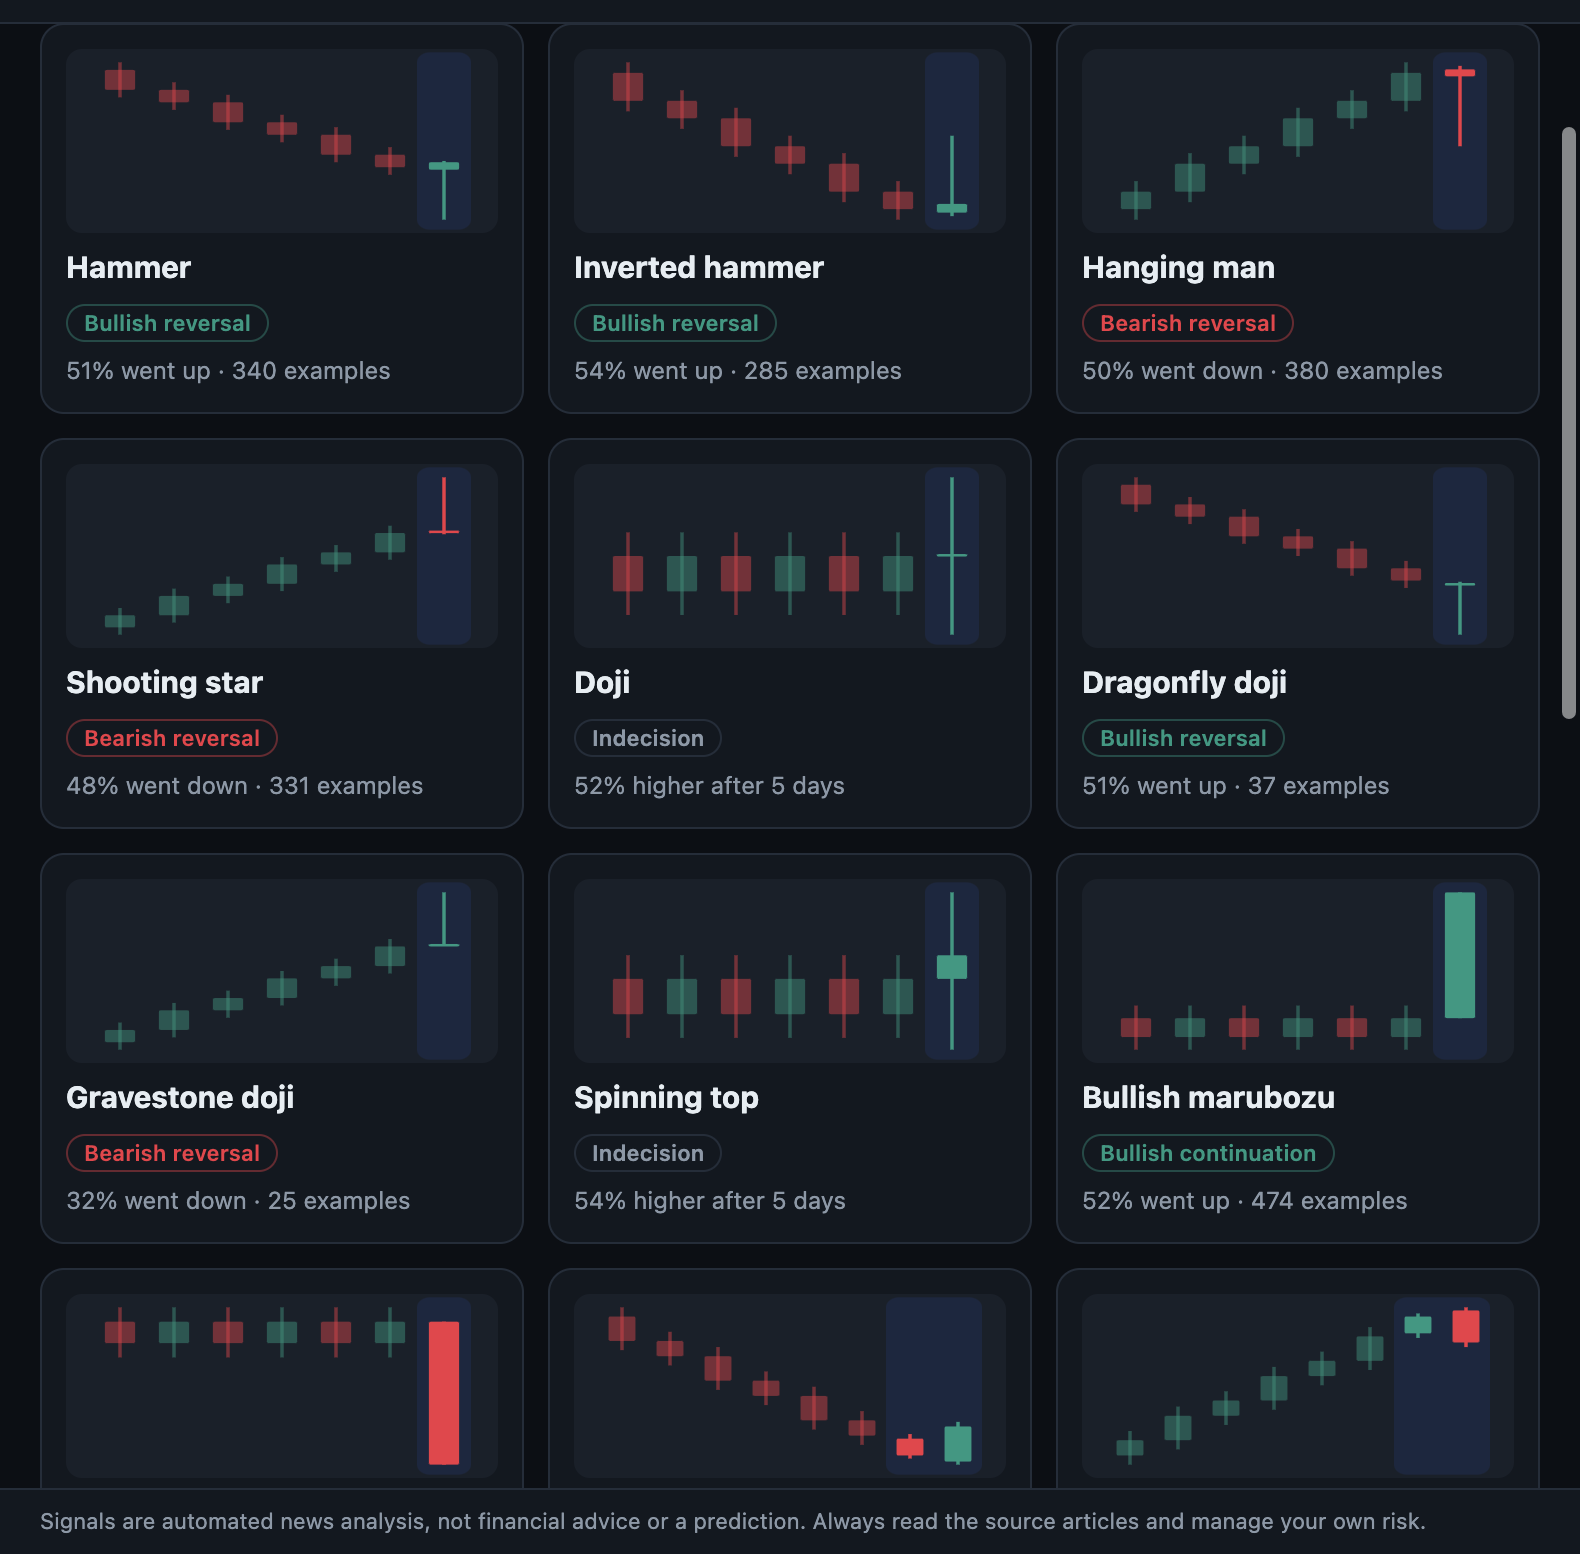 Hammer
Bullish reversal
51% went up · 340 examples
Inverted hammer
Bullish reversal
54% went up · 285 examples
Hanging man
Bearish reversal
50% went down · 380 examples
Shooting star
Bearish reversal
48% went down · 331 examples
Doji
Indecision
52% higher after 5 days
Dragonfly doji
Bullish reversal
51% went up · 37 examples
Gravestone doji
Bearish reversal
32% went down · 25 examples
Spinning top
Indecision
54% higher after 5 days
Bullish marubozu
Bullish continuation
52% went up · 474 examples
Signals are automated news analysis, not financial advice or a prediction. Always read the source articles and manage your own risk.